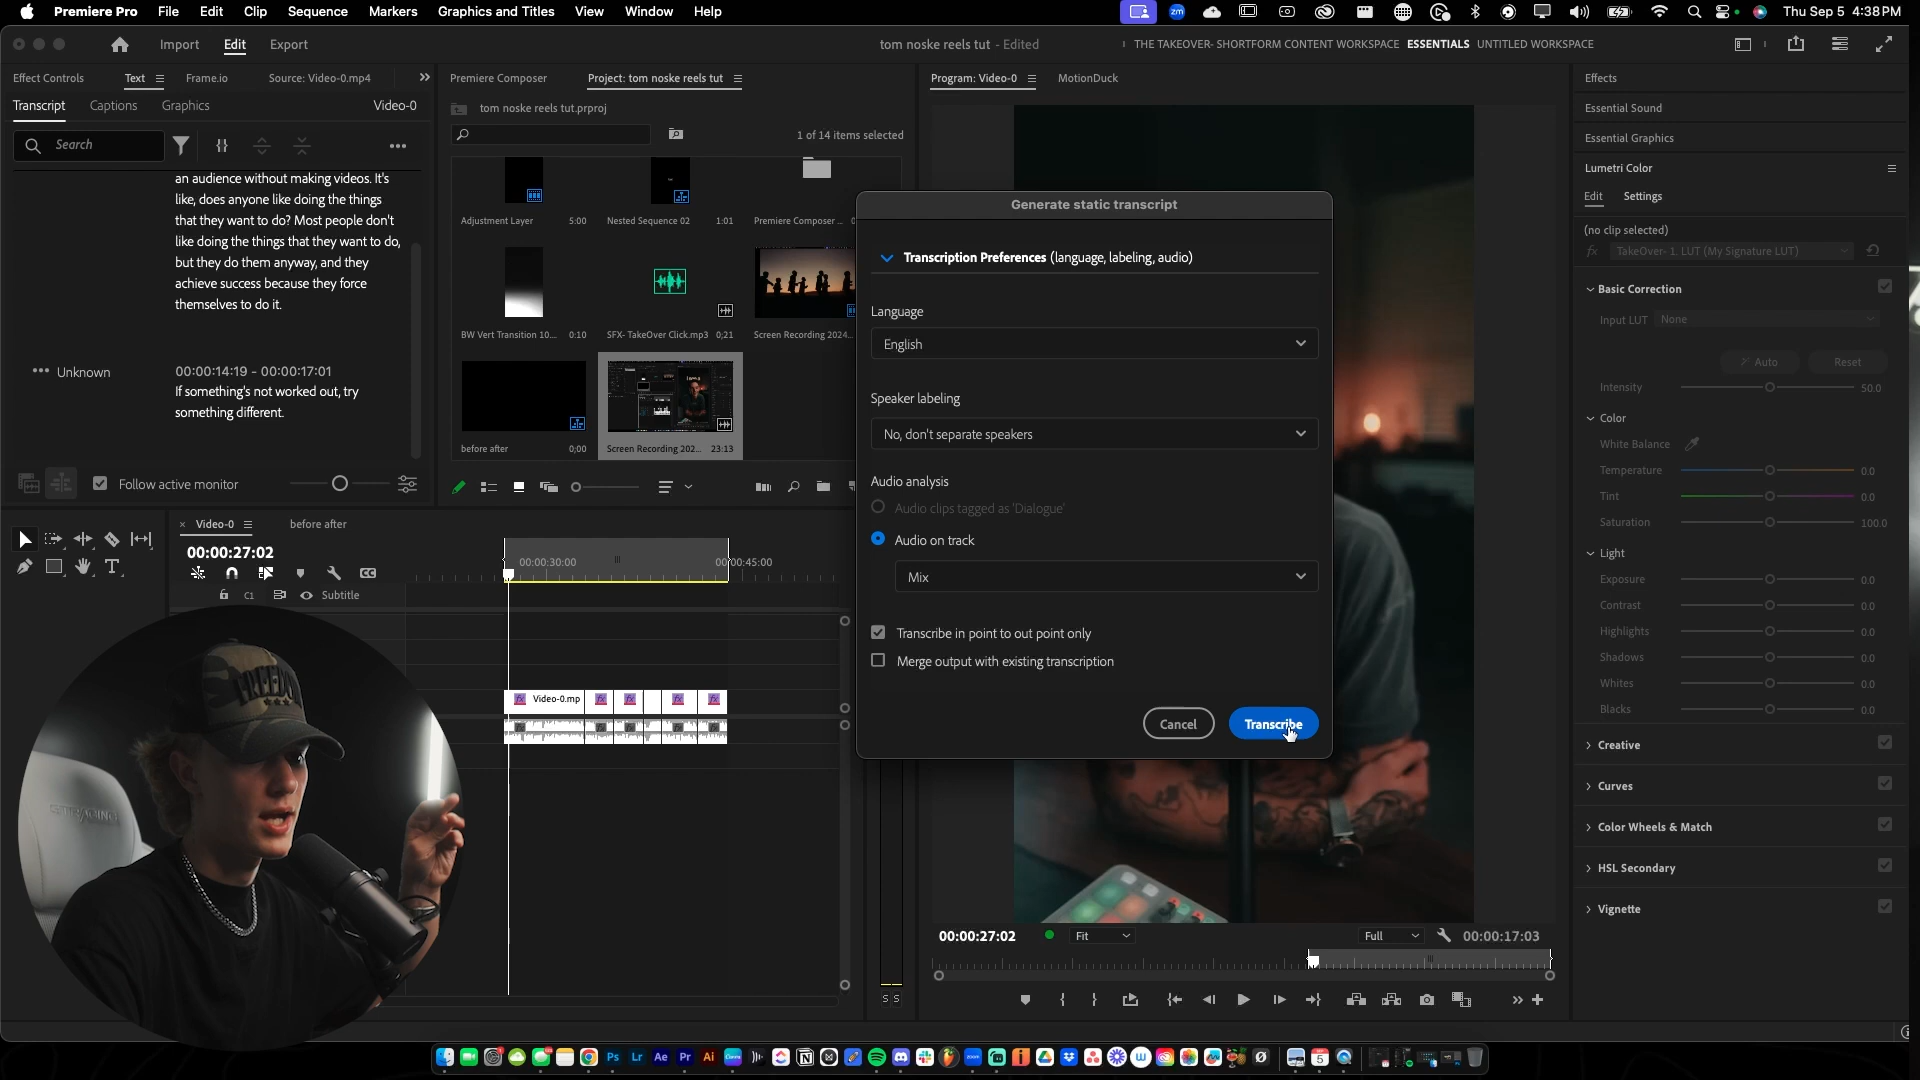 Premiere Pro File Edit Clip Sequence Markers Graphics and Titles View Window Help
Thu Sep 5 4:38 PM
Import Edit Export
tom noske reels tut - Edited
THE TAKEOVER- SHORTFORM CONTENT WORKSPACE ESSENTIALS UNTITLED WORKSPACE
Effect Controls Text Frame.io Source: Video-0.mp4
Transcript Captions Graphics Video-0
Search
an audience without making videos. It's
like, does anyone like doing the things
that they want to do? Most people don't
like doing the things that they want to do,
but they do them anyway, and they
achieve success because they force
themselves to do it.
Unknown 00:00:14:19 - 00:00:17:01
If something's not worked out, try
something different.
Follow active monitor
Premiere Composer Project: tom noske reels tut
tom noske reels tut.prproj
1 of 14 items selected
Adjustment Layer 5:00 Nested Sequence 02 1:01 Premiere Composer ...
BW Vert Transition 10... 0:10 SFX- TakeOver Click.mp3 0;21 Screen Recording 2024...
before after 0;00 Screen Recording 202... 23:13
Program: Video-0 MotionDuck
Generate static transcript
Transcription Preferences (language, labeling, audio)
Language
English
Speaker labeling
No, don't separate speakers
Audio analysis
Audio clips tagged as 'Dialogue'
Audio on track
Mix
Transcribe in point to out point only
Merge output with existing transcription
Cancel Transcribe
Video-0 before after
00:00:27:02
00:00:30:00 00:00:45:00
C1 Subtitle
Video-0.mp
S S
00:00:27:02 Fit Full 00:00:17:03
Effects
Essential Sound
Essential Graphics
Lumetri Color
Edit Settings
(no clip selected)
fx TakeOver- 1. LUT (My Signature LUT)
Basic Correction
Input LUT None
Auto Reset
Intensity 50.0
Color
White Balance
Temperature 0.0
Tint 0.0
Saturation 100.0
Light
Exposure 0.0
Contrast 0.0
Highlights 0.0
Shadows 0.0
Whites 0.0
Blacks 0.0
Creative
Curves
Color Wheels & Match
HSL Secondary
Vignette
zm
Ps Lr Ae Pr Ai